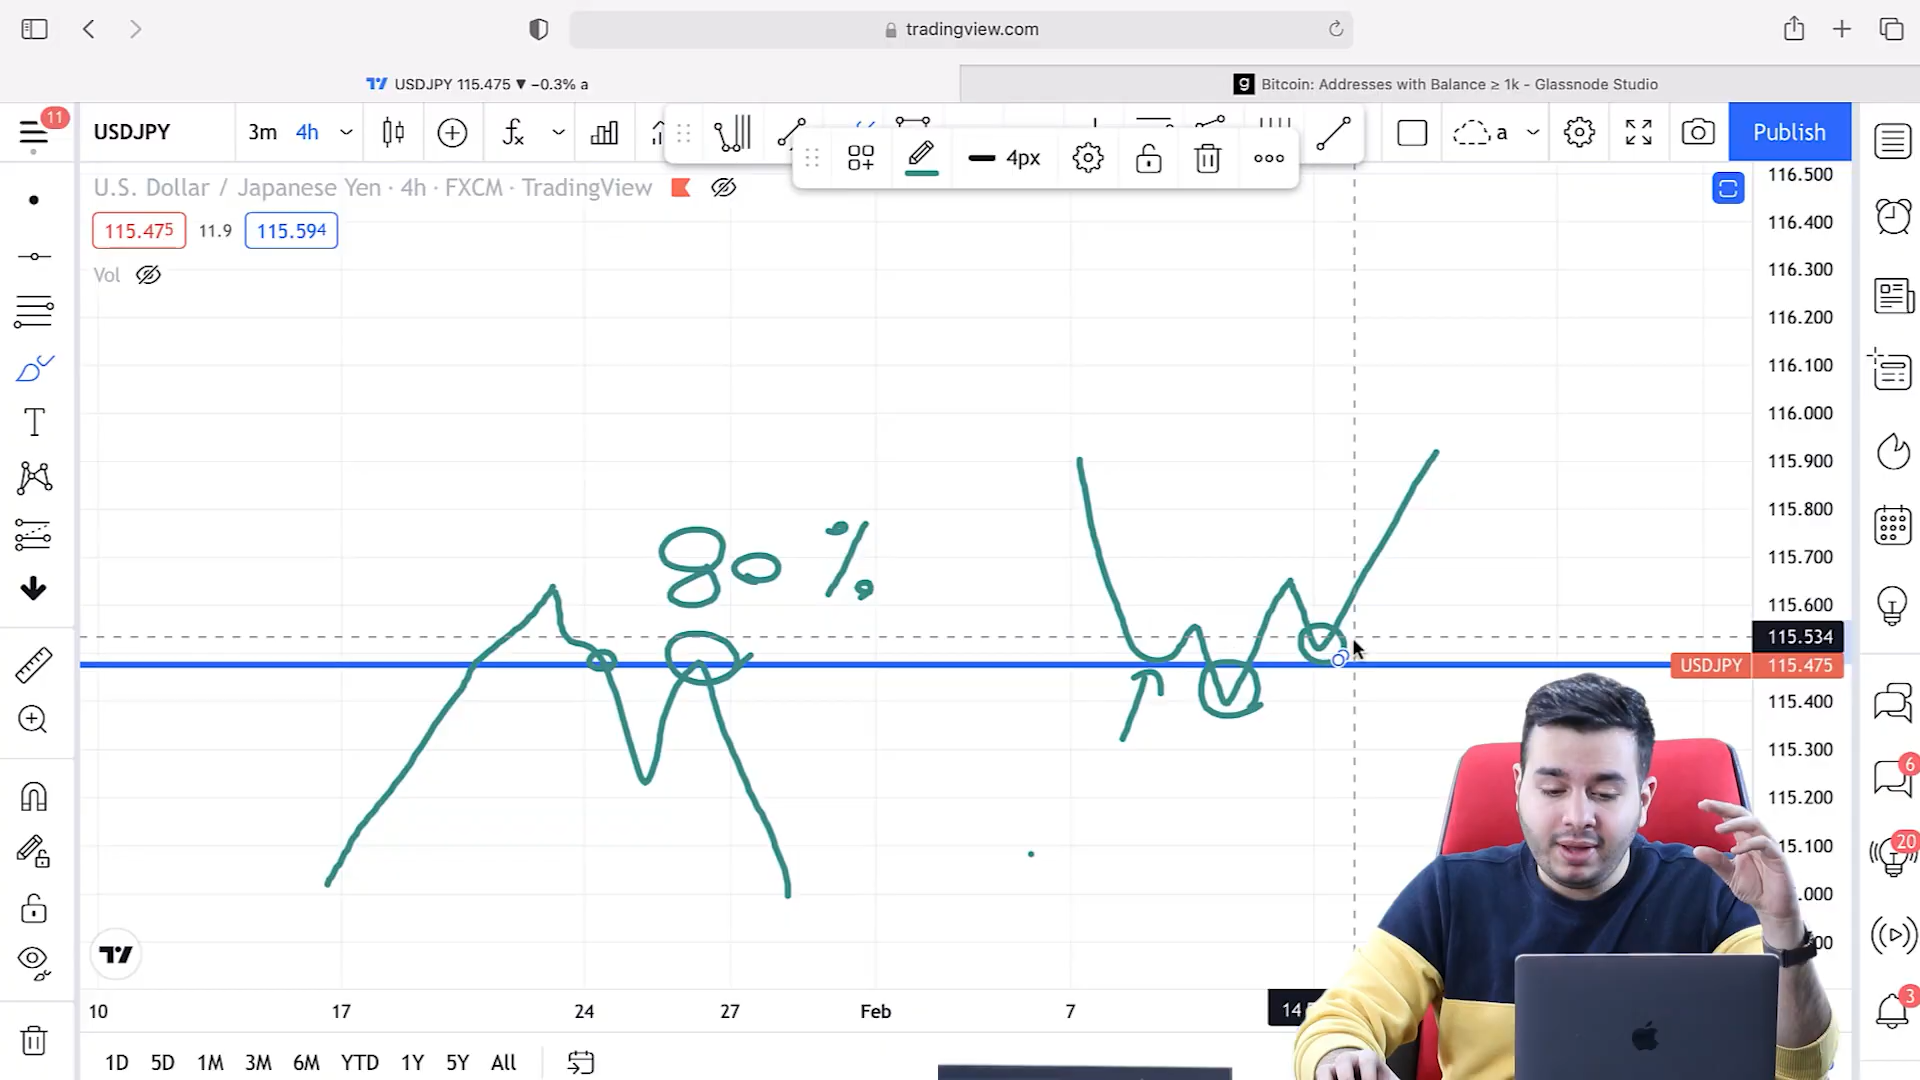 tradingview.com
USDJPY 115.475 ▼ −0.3% a
Bitcoin: Addresses with Balance ≥ 1k - Glassnode Studio
11
USDJPY
3m 4h
a
Publish
4px
U.S. Dollar / Japanese Yen · 4h · FXCM · TradingView
115.475 11.9 115.594
Vol
116.500
116.400
116.300
116.200
116.100
116.000
115.900
115.800
115.700
115.600
115.534
USDJPY 115.475
115.400
115.300
115.200
80 %
6
20
3
10 17 24 27 Feb 7 14
1D 5D 1M 3M 6M YTD 1Y 5Y All